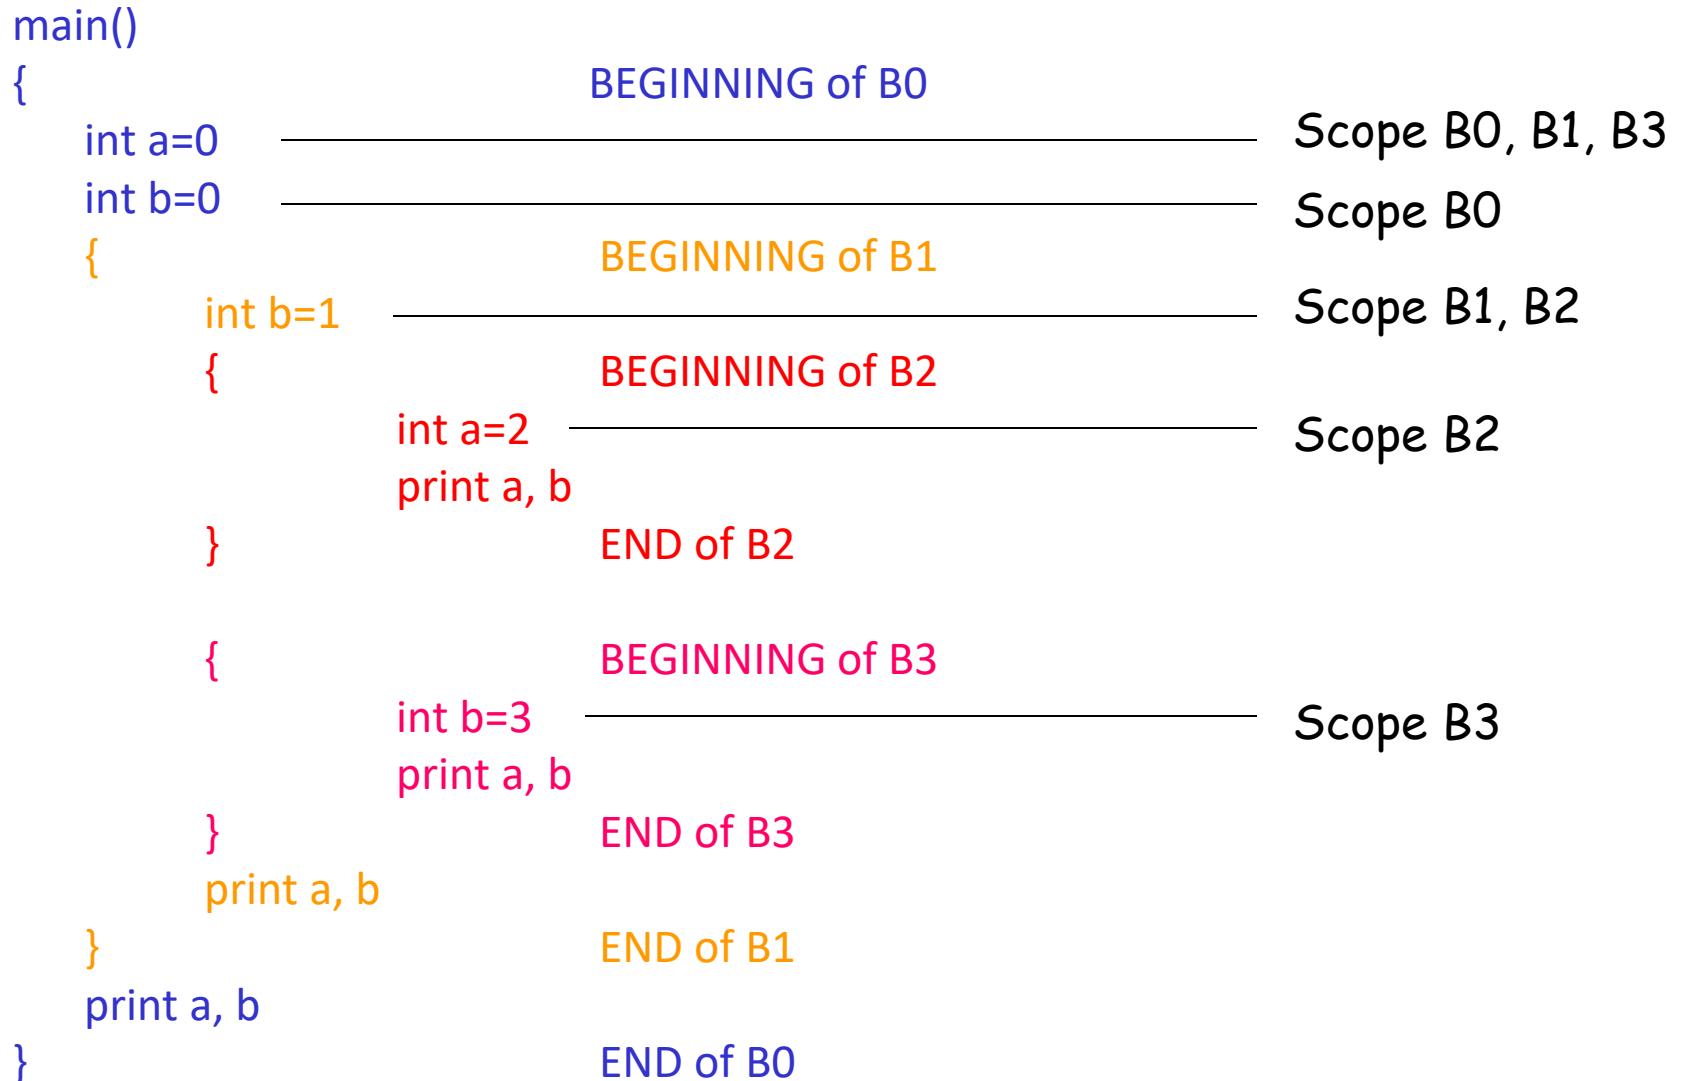 main()
{ BEGINNING of B0
int a=0 Scope B0, B1, B3
int b=0 Scope B0
{ BEGINNING of B1
int b=1 Scope B1, B2
{ BEGINNING of B2
int a=2 Scope B2
print a, b
} END of B2
{ BEGINNING of B3
int b=3 Scope B3
print a, b
} END of B3
print a, b
} END of B1
print a, b
} END of B0